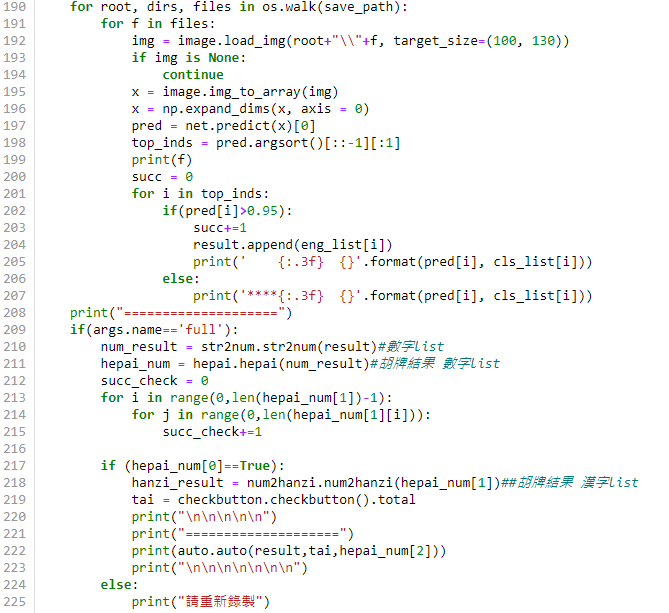 190 for root, dirs, files in os.walk(save_path):
191 for f in files:
192 img = image.load_img(root+"\\"+f, target_size=(100, 130))
193 if img is None:
194 continue
195 x = image.img_to_array(img)
196 x = np.expand_dims(x, axis = 0)
197 pred = net.predict(x)[0]
198 top_inds = pred.argsort()[::-1][:1]
199 print(f)
200 succ = 0
201 for i in top_inds:
202 if(pred[i]>0.95):
203 succ+=1
204 result.append(eng_list[i])
205 print('    {:.3f}  {}'.format(pred[i], cls_list[i]))
206 else:
207 print('****{:.3f}  {}'.format(pred[i], cls_list[i]))
208 print("====================")
209 if(args.name=='full'):
210 num_result = str2num.str2num(result)#數字list
211 hepai_num = hepai.hepai(num_result)#胡牌結果 數字list
212 succ_check = 0
213 for i in range(0,len(hepai_num[1])-1):
214 for j in range(0,len(hepai_num[1][i])):
215 succ_check+=1
216
217 if (hepai_num[0]==True):
218 hanzi_result = num2hanzi.num2hanzi(hepai_num[1])##胡牌結果 漢字list
219 tai = checkbutton.checkbutton().total
220 print("\n\n\n\n\n")
221 print("====================")
222 print(auto.auto(result,tai,hepai_num[2]))
223 print("\n\n\n\n\n\n\n")
224 else:
225 print("請重新錄製")